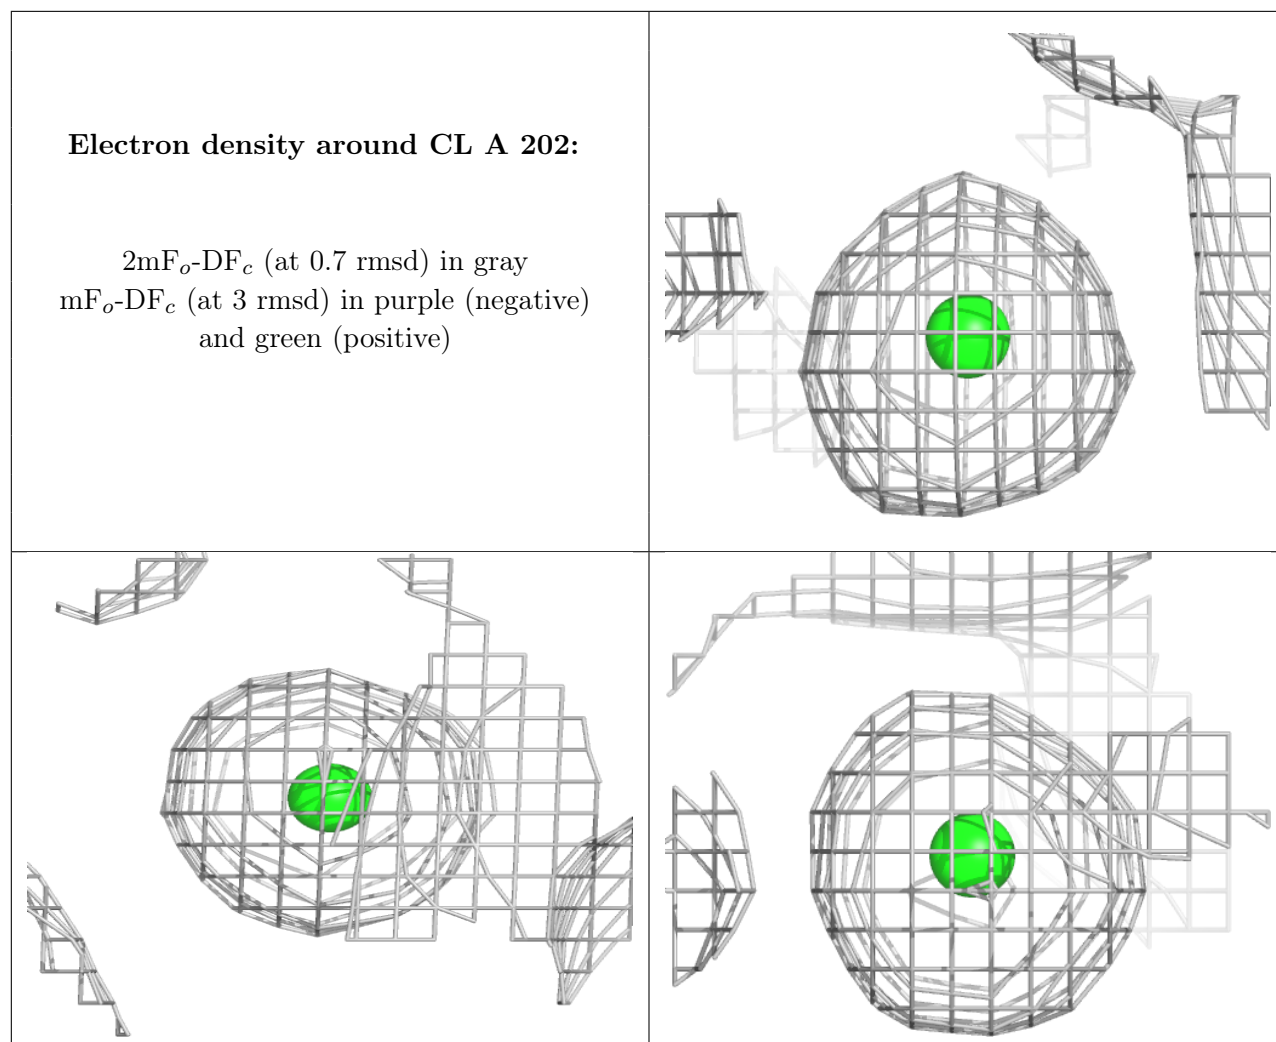 Electron density around CL A 202:
2mFo-DFc (at 0.7 rmsd) in gray
mFo-DFc (at 3 rmsd) in purple (negative)
and green (positive)